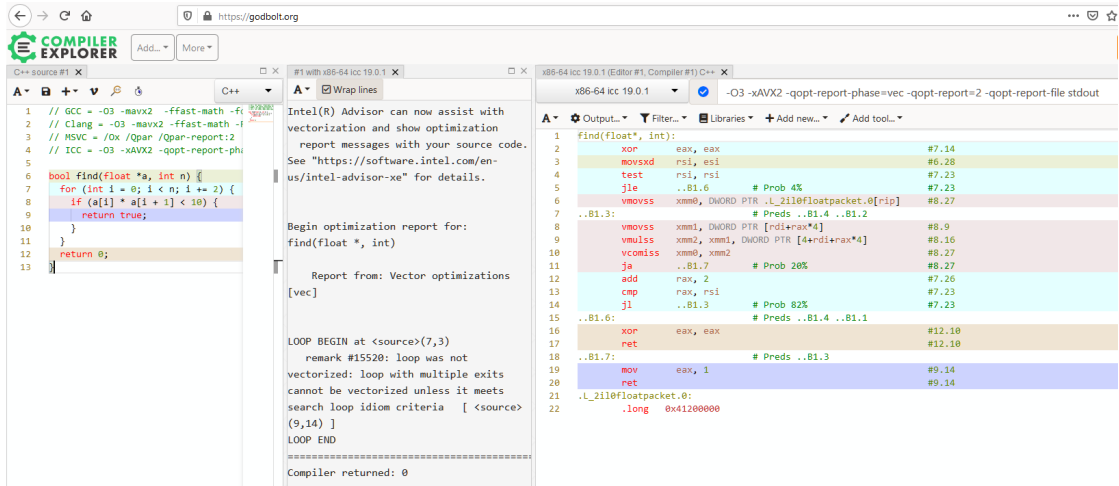 https://godbolt.org
COMPILER
EXPLORER
Add...
More
C++ source #1 X
A C++
1 // GCC = -O3 -mavx2 -ffast-math -f
2 // Clang = -O3 -mavx2 -ffast-math -
3 // MSVC = /Ox /Qpar /Qpar-report:2
4 // ICC = -O3 -xAVX2 -qopt-report-pha
5
6 bool find(float *a, int n) {
7 for (int i = 0; i < n; i += 2) {
8 if (a[i] * a[i + 1] < 10) {
9 return true;
10 }
11 }
12 return 0;
13 }
#1 with x86-64 icc 19.0.1 X
A Wrap lines
Intel(R) Advisor can now assist with
vectorization and show optimization
report messages with your source code.
See "https://software.intel.com/en-
us/intel-advisor-xe" for details.
Begin optimization report for:
find(float *, int)
Report from: Vector optimizations
[vec]
LOOP BEGIN at <source>(7,3)
remark #15520: loop was not
vectorized: loop with multiple exits
cannot be vectorized unless it meets
search loop idiom criteria [ <source>
(9,14) ]
LOOP END
===========================================
Compiler returned: 0
x86-64 icc 19.0.1 (Editor #1, Compiler #1) C++ X
x86-64 icc 19.0.1 -O3 -xAVX2 -qopt-report-phase=vec -qopt-report=2 -qopt-report-file stdout
A Output... Filter... Libraries + Add new... Add tool...
1 find(float*, int):
2 xor eax, eax #7.14
3 movsxd rsi, esi #6.28
4 test rsi, rsi #7.23
5 jle ..B1.6 # Prob 4% #7.23
6 vmovss xmm0, DWORD PTR .L_2il0floatpacket.0[rip] #8.27
7 ..B1.3: # Preds ..B1.4 ..B1.2
8 vmovss xmm1, DWORD PTR [rdi+rax*4] #8.9
9 vmulss xmm2, xmm1, DWORD PTR [4+rdi+rax*4] #8.16
10 vcomiss xmm0, xmm2 #8.27
11 ja ..B1.7 # Prob 20% #8.27
12 add rax, 2 #7.26
13 cmp rax, rsi #7.23
14 jl ..B1.3 # Prob 82% #7.23
15 ..B1.6: # Preds ..B1.4 ..B1.1
16 xor eax, eax #12.10
17 ret #12.10
18 ..B1.7: # Preds ..B1.3
19 mov eax, 1 #9.14
20 ret #9.14
21 .L_2il0floatpacket.0:
22 .long 0x41200000